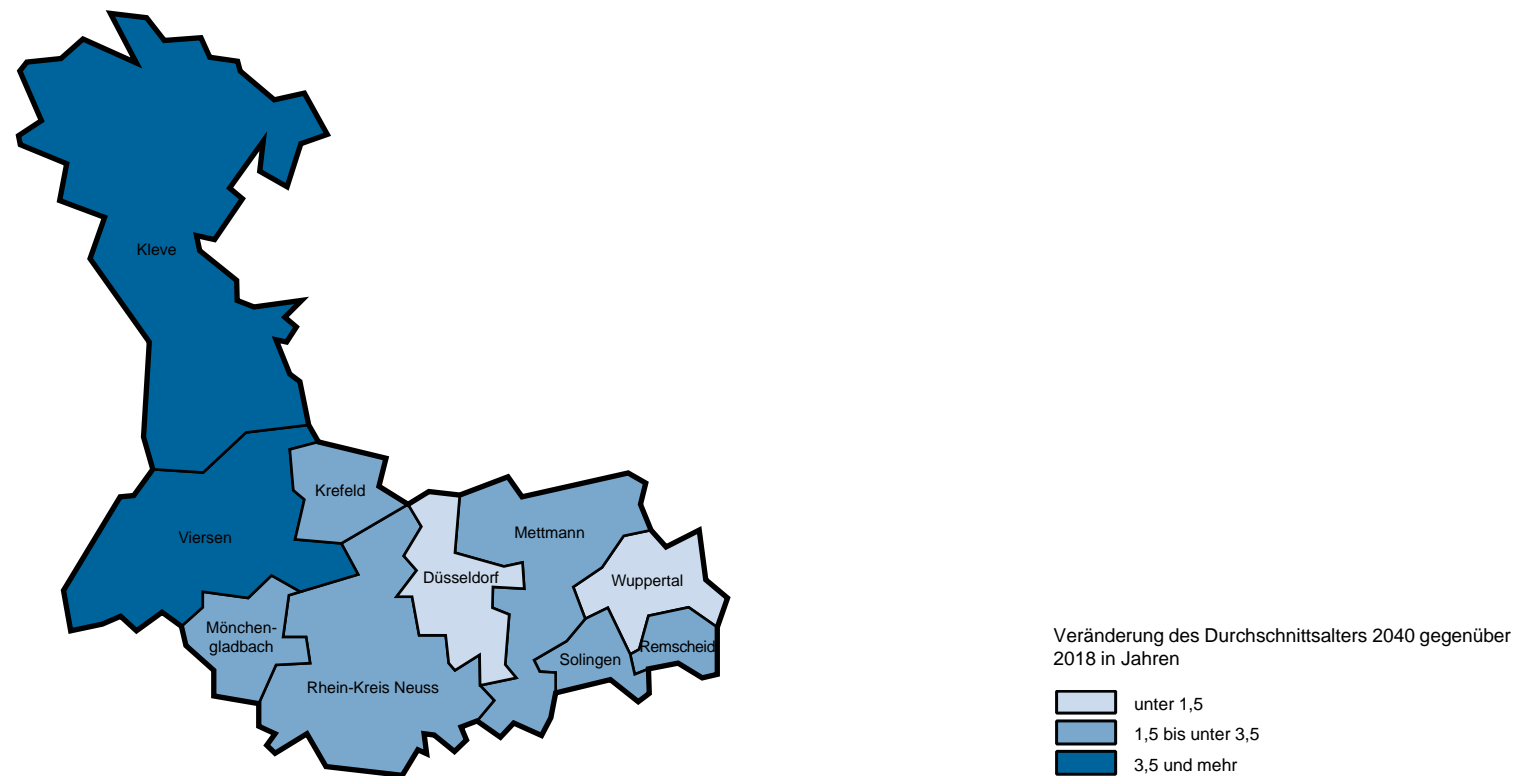 Kleve
Krefeld
Viersen
Mettmann
Düsseldorf
Wuppertal
Mönchen-
gladbach
Remscheid
Solingen
Rhein-Kreis Neuss
Veränderung des Durchschnittsalters 2040 gegenüber
2018 in Jahren
unter 1,5
1,5 bis unter 3,5
3,5 und mehr